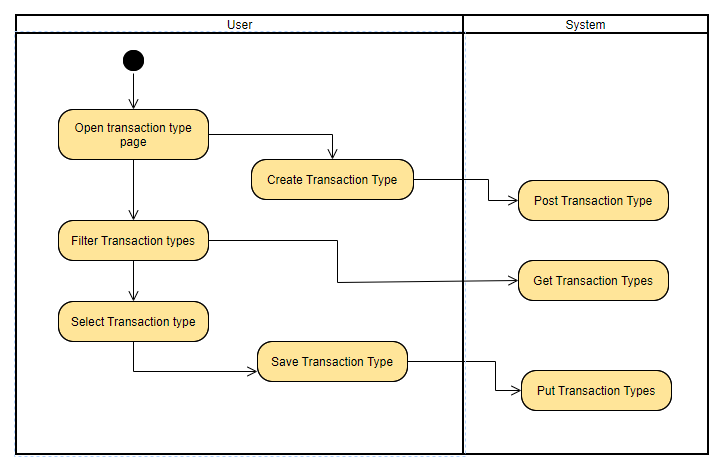 User
System
Open transaction type
page
Create Transaction Type
Post Transaction Type
Filter Transaction types
Get Transaction Types
Select Transaction type
Save Transaction Type
Put Transaction Types